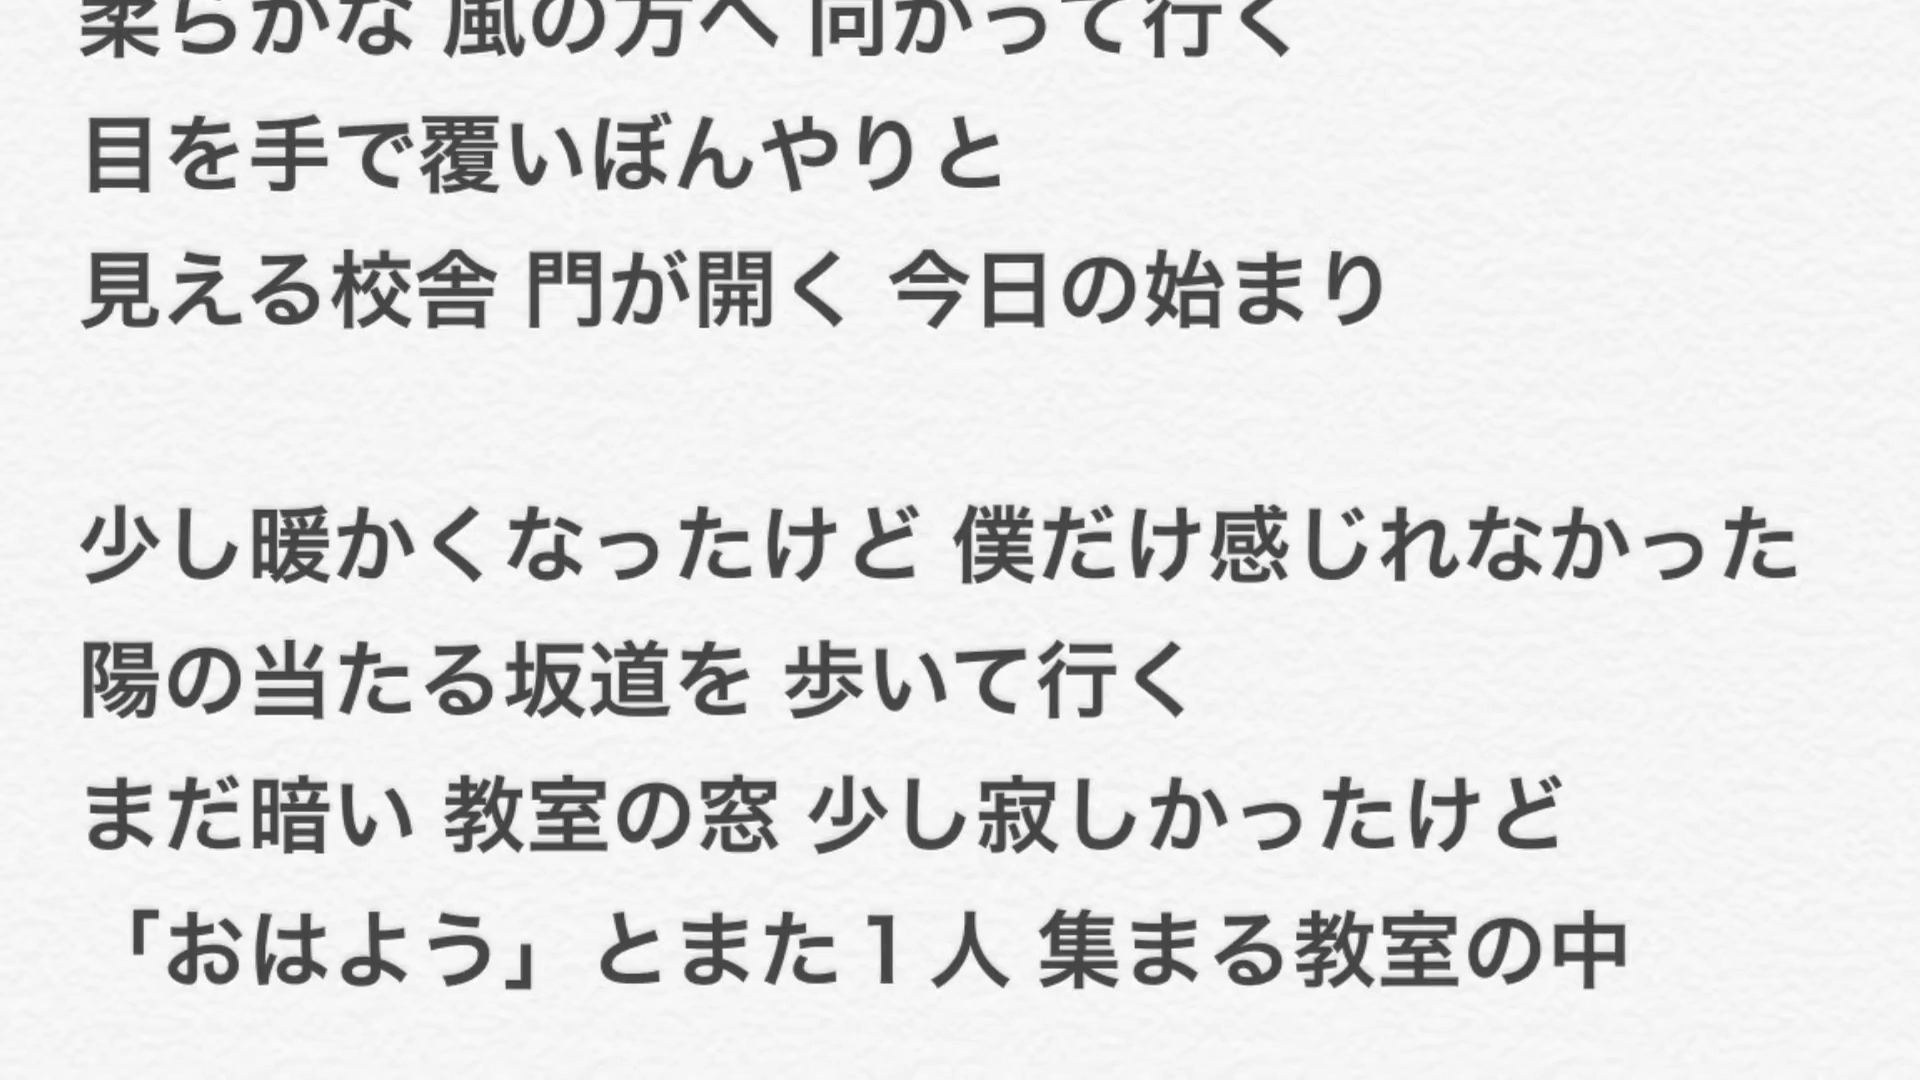 柔らかな 風の方へ 向かって行く
目を手で覆いぼんやりと
見える校舎 門が開く 今日の始まり
少し暖かくなったけど 僕だけ感じれなかった
陽の当たる坂道を 歩いて行く
まだ暗い 教室の窓 少し寂しかったけど
「おはよう」とまた1人 集まる教室の中